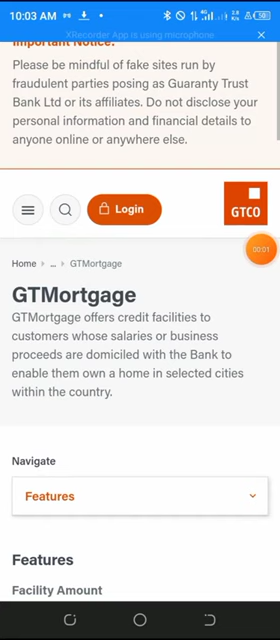 10:03 AM
XRecorder App is using microphone
Important Notice:
Please be mindful of fake sites run by
fraudulent parties posing as Guaranty Trust
Bank Ltd or its affiliates. Do not disclose your
personal information and financial details to
anyone online or anywhere else.
Login
GTCO
00:01
Home ... GTMortgage
GTMortgage
GTMortgage offers credit facilities to
customers whose salaries or business
proceeds are domiciled with the Bank to
enable them own a home in selected cities
within the country.
Navigate
Features
Features
Facility Amount